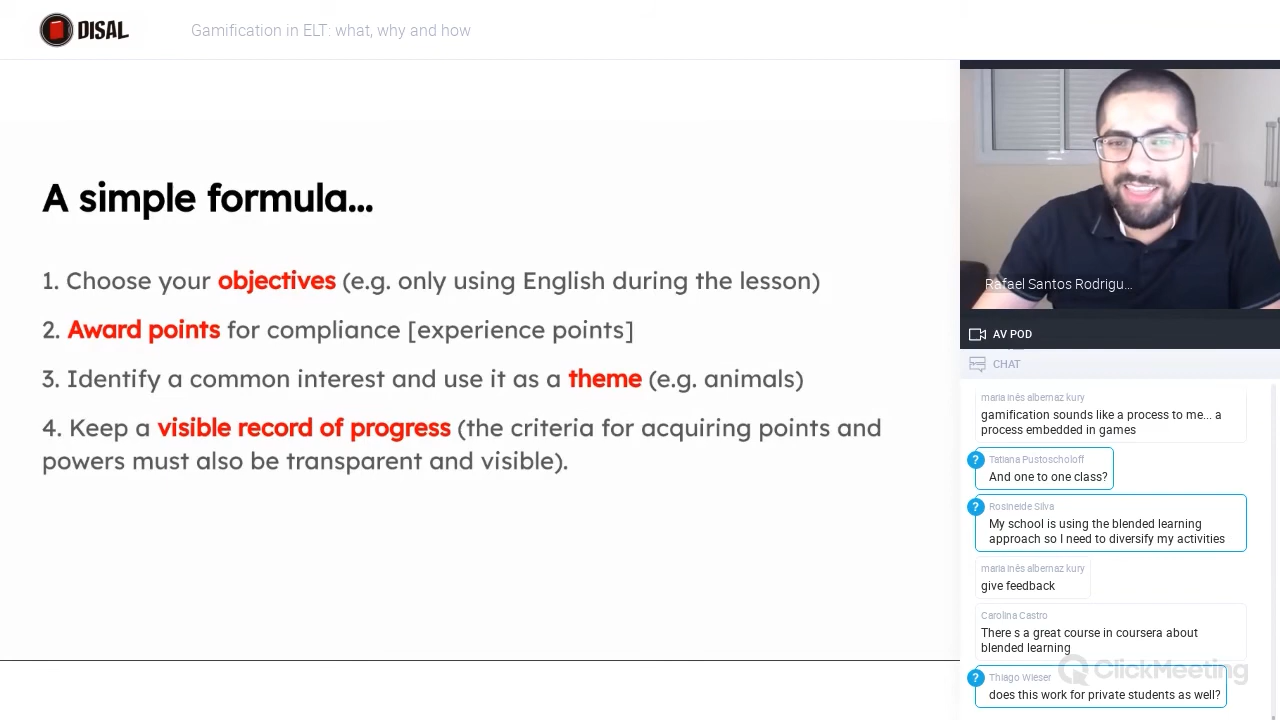 DISAL
Gamification in ELT: what, why and how
A simple formula...
1. Choose your objectives (e.g. only using English during the lesson)
2. Award points for compliance [experience points]
3. Identify a common interest and use it as a theme (e.g. animals)
4. Keep a visible record of progress (the criteria for acquiring points and
powers must also be transparent and visible).
Rafael Santos Rodrigu...
AV POD
CHAT
maria inês albernaz kury
gamification sounds like a process to me... a
process embedded in games
?
Tatiana Pustoscholoff
And one to one class?
?
Rosineide Silva
My school is using the blended learning
approach so I need to diversify my activities
maria inês albernaz kury
give feedback
Carolina Castro
There s a great course in coursera about
blended learning
ClickMeeting
?
Thiago Wieser
does this work for private students as well?